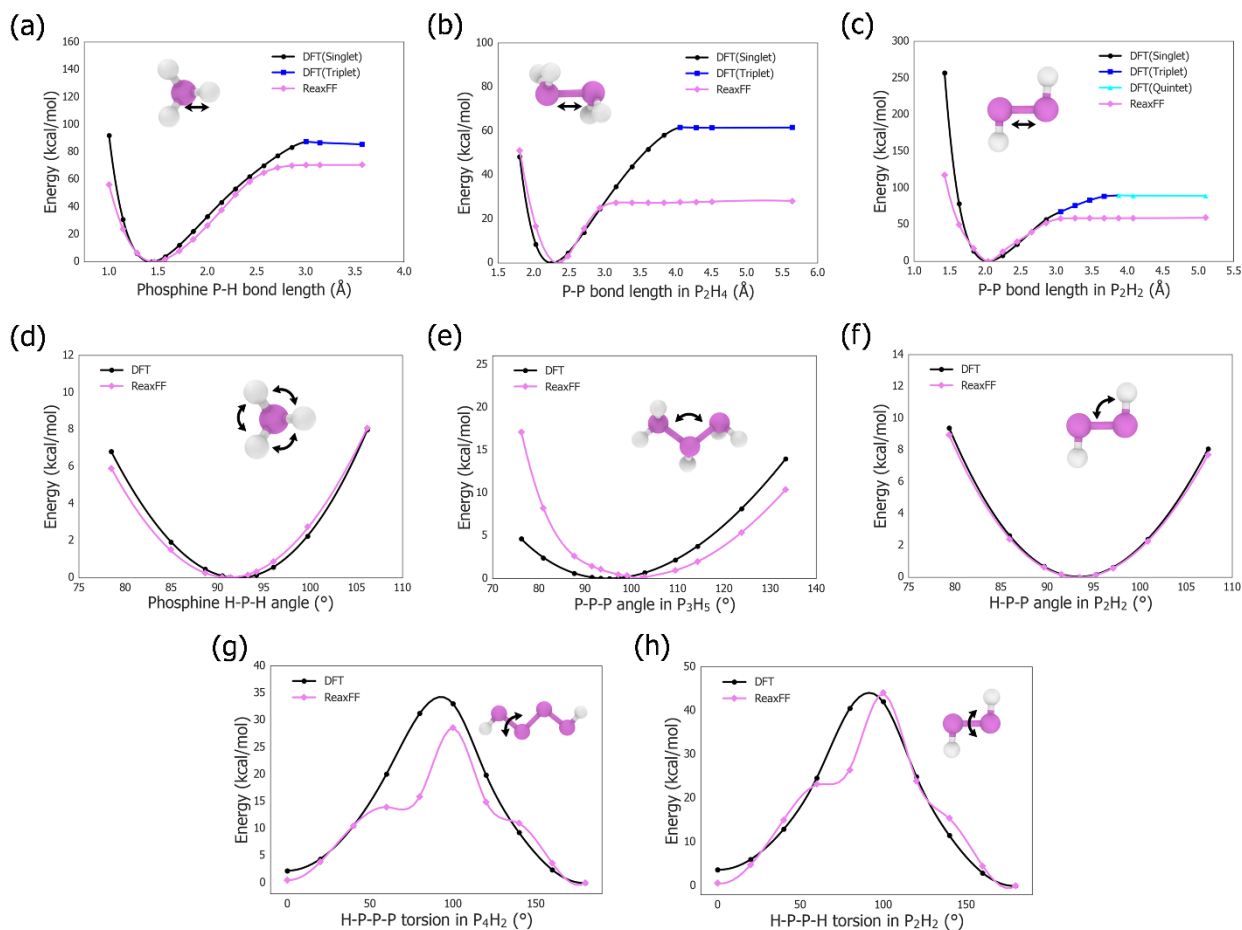 (a)
160
140
120
100
80
60
40
20
0
Energy (kcal/mol)
DFT(Singlet)
DFT(Triplet)
ReaxFF
1.0 2.0 3.0 4.0
Phosphine P-H bond length (Å)
(b)
100
80
60
40
20
0
Energy (kcal/mol)
DFT(Singlet)
DFT(Triplet)
ReaxFF
1.5 2.0 2.5 3.0 3.5 4.0 4.5 5.0 5.5 6.0
P-P bond length in P₂H₄ (Å)
(c)
300
250
200
150
100
50
0
Energy (kcal/mol)
DFT(Singlet)
DFT(Triplet)
DFT(Quintet)
ReaxFF
1.0 1.5 2.0 2.5 3.0 3.5 4.0 4.5 5.0 5.5
P-P bond length in P₂H₂ (Å)
(d)
12
10
8
6
4
2
0
Energy (kcal/mol)
DFT
ReaxFF
75 80 85 90 95 100 105 110
Phosphine H-P-H angle (°)
(e)
25
20
15
10
5
0
Energy (kcal/mol)
DFT
ReaxFF
70 80 90 100 110 120 130 140
P-P-P angle in P₃H₅ (°)
(f)
14
12
10
8
6
4
2
0
Energy (kcal/mol)
DFT
ReaxFF
75 80 85 90 95 100 105 110
H-P-P angle in P₂H₂ (°)
(g)
40
35
30
25
20
15
10
5
0
Energy (kcal/mol)
DFT
ReaxFF
0 50 100 150
H-P-P-P torsion in P₄H₂ (°)
(h)
50
40
30
20
10
0
Energy (kcal/mol)
DFT
ReaxFF
0 50 100 150
H-P-P-H torsion in P₂H₂ (°)